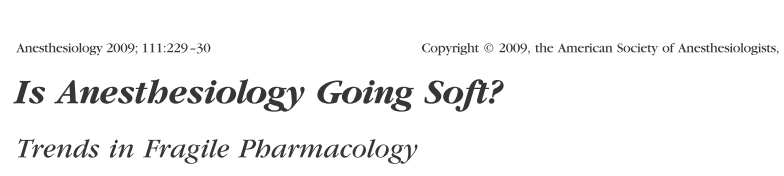 Anesthesiology 2009; 111:229–30
Copyright © 2009, the American Society of Anesthesiologists,
Is Anesthesiology Going Soft?
Trends in Fragile Pharmacology